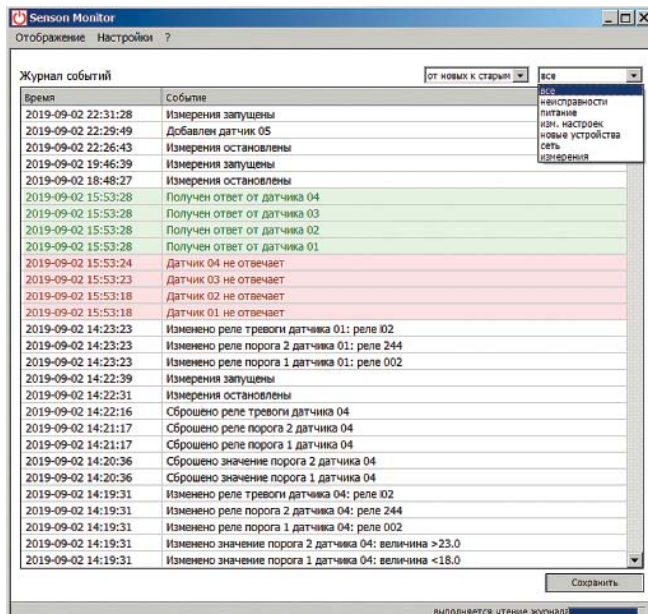 Senson Monitor
Отображение Настройки ?
Журнал событий
от новых к старым
все
все
неисправности
питание
изм. настроек
новые устройства
сеть
измерения
Время Событие
2019-09-02 22:31:28 Измерения запущены
2019-09-02 22:29:49 Добавлен датчик 05
2019-09-02 22:26:43 Измерения остановлены
2019-09-02 19:46:39 Измерения запущены
2019-09-02 18:48:27 Измерения остановлены
2019-09-02 15:53:28 Получен ответ от датчика 04
2019-09-02 15:53:28 Получен ответ от датчика 03
2019-09-02 15:53:28 Получен ответ от датчика 02
2019-09-02 15:53:28 Получен ответ от датчика 01
2019-09-02 15:53:24 Датчик 04 не отвечает
2019-09-02 15:53:23 Датчик 03 не отвечает
2019-09-02 15:53:18 Датчик 02 не отвечает
2019-09-02 15:53:18 Датчик 01 не отвечает
2019-09-02 14:23:23 Изменено реле тревоги датчика 01: реле l02
2019-09-02 14:23:23 Изменено реле порога 2 датчика 01: реле 244
2019-09-02 14:23:23 Изменено реле порога 1 датчика 01: реле 002
2019-09-02 14:22:39 Измерения запущены
2019-09-02 14:22:31 Измерения остановлены
2019-09-02 14:22:16 Сброшено реле тревоги датчика 04
2019-09-02 14:21:17 Сброшено реле порога 2 датчика 04
2019-09-02 14:21:17 Сброшено реле порога 1 датчика 04
2019-09-02 14:20:36 Сброшено значение порога 2 датчика 04
2019-09-02 14:20:36 Сброшено значение порога 1 датчика 04
2019-09-02 14:19:31 Изменено реле тревоги датчика 04: реле l02
2019-09-02 14:19:31 Изменено реле порога 2 датчика 04: реле 244
2019-09-02 14:19:31 Изменено реле порога 1 датчика 04: реле 002
2019-09-02 14:19:31 Изменено значение порога 2 датчика 04: величина >23.0
2019-09-02 14:19:31 Изменено значение порога 1 датчика 04: величина <18.0
Сохранить
выполняется чтение журнала